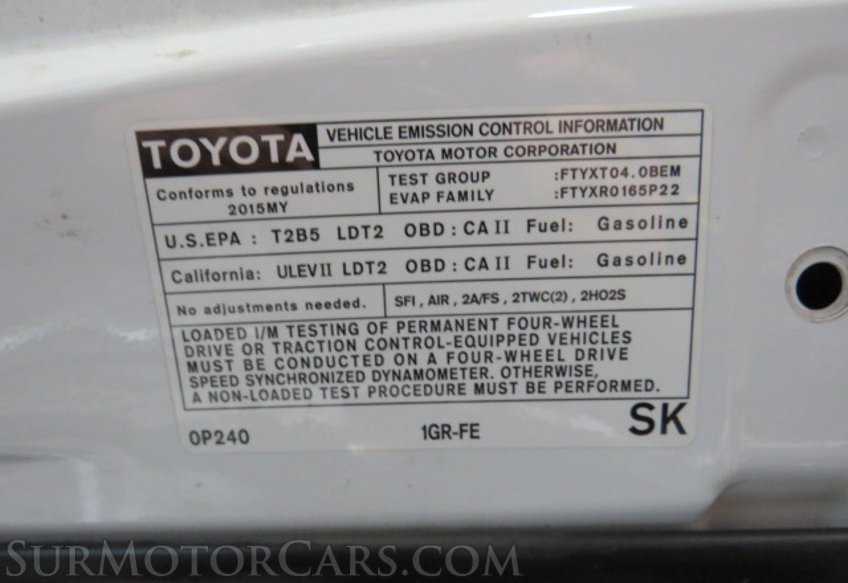 TOYOTA
VEHICLE EMISSION CONTROL INFORMATION
TOYOTA MOTOR CORPORATION
Conforms to regulations
2015MY
TEST GROUP :FTYXT04.0BEM
EVAP FAMILY :FTYXR0165P22
U.S.EPA : T2B5 LDT2 OBD : CA II Fuel: Gasoline
California: ULEV II LDT2 OBD : CA II Fuel: Gasoline
No adjustments needed.
SFI , AIR , 2A/FS , 2TWC(2) , 2HO2S
LOADED I/M TESTING OF PERMANENT FOUR-WHEEL
DRIVE OR TRACTION CONTROL-EQUIPPED VEHICLES
MUST BE CONDUCTED ON A FOUR-WHEEL DRIVE
SPEED SYNCHRONIZED DYNAMOMETER. OTHERWISE,
A NON-LOADED TEST PROCEDURE MUST BE PERFORMED.
0P240 1GR-FE SK
SurMotorCars.com